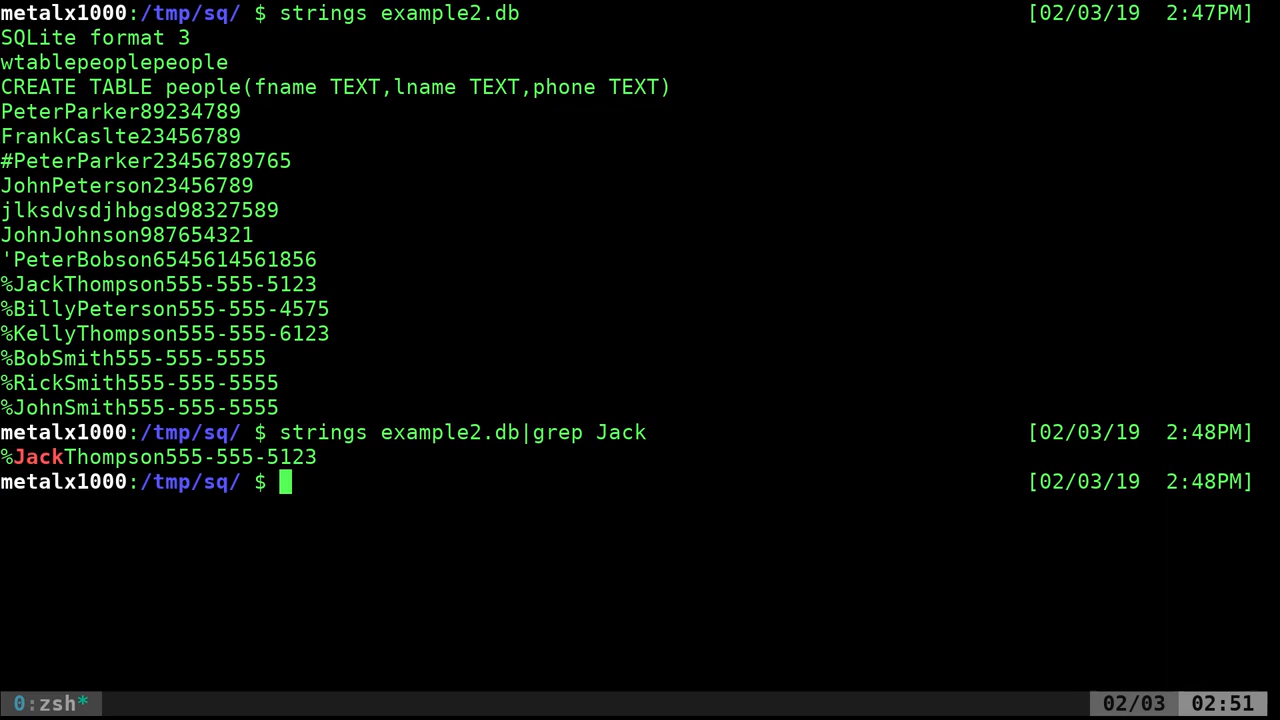 metalx1000:/tmp/sq/ $ strings example2.db [02/03/19  2:47PM]
SQLite format 3
wtablepeoplepeople
CREATE TABLE people(fname TEXT,lname TEXT,phone TEXT)
PeterParker89234789
FrankCaslte23456789
#PeterParker23456789765
JohnPeterson23456789
jlksdvsdjhbgsd98327589
JohnJohnson987654321
'PeterBobson6545614561856
%JackThompson555-555-5123
%BillyPeterson555-555-4575
%KellyThompson555-555-6123
%BobSmith555-555-5555
%RickSmith555-555-5555
%JohnSmith555-555-5555
metalx1000:/tmp/sq/ $ strings example2.db|grep Jack [02/03/19  2:48PM]
%JackThompson555-555-5123
metalx1000:/tmp/sq/ $ [02/03/19  2:48PM]
0:zsh* 02/03 02:51